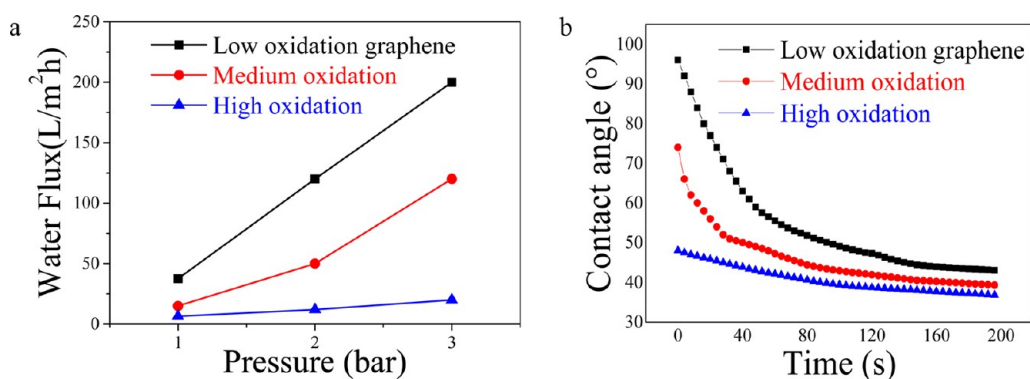 a
250
200
150
100
50
0
Water Flux(L/m²h)
Low oxidation graphene
Medium oxidation
High oxidation
1 2 3
Pressure (bar)
b
100
90
80
70
60
50
40
30
Contact angle (°)
Low oxidation graphene
Medium oxidation
High oxidation
0 40 80 120 160 200
Time (s)